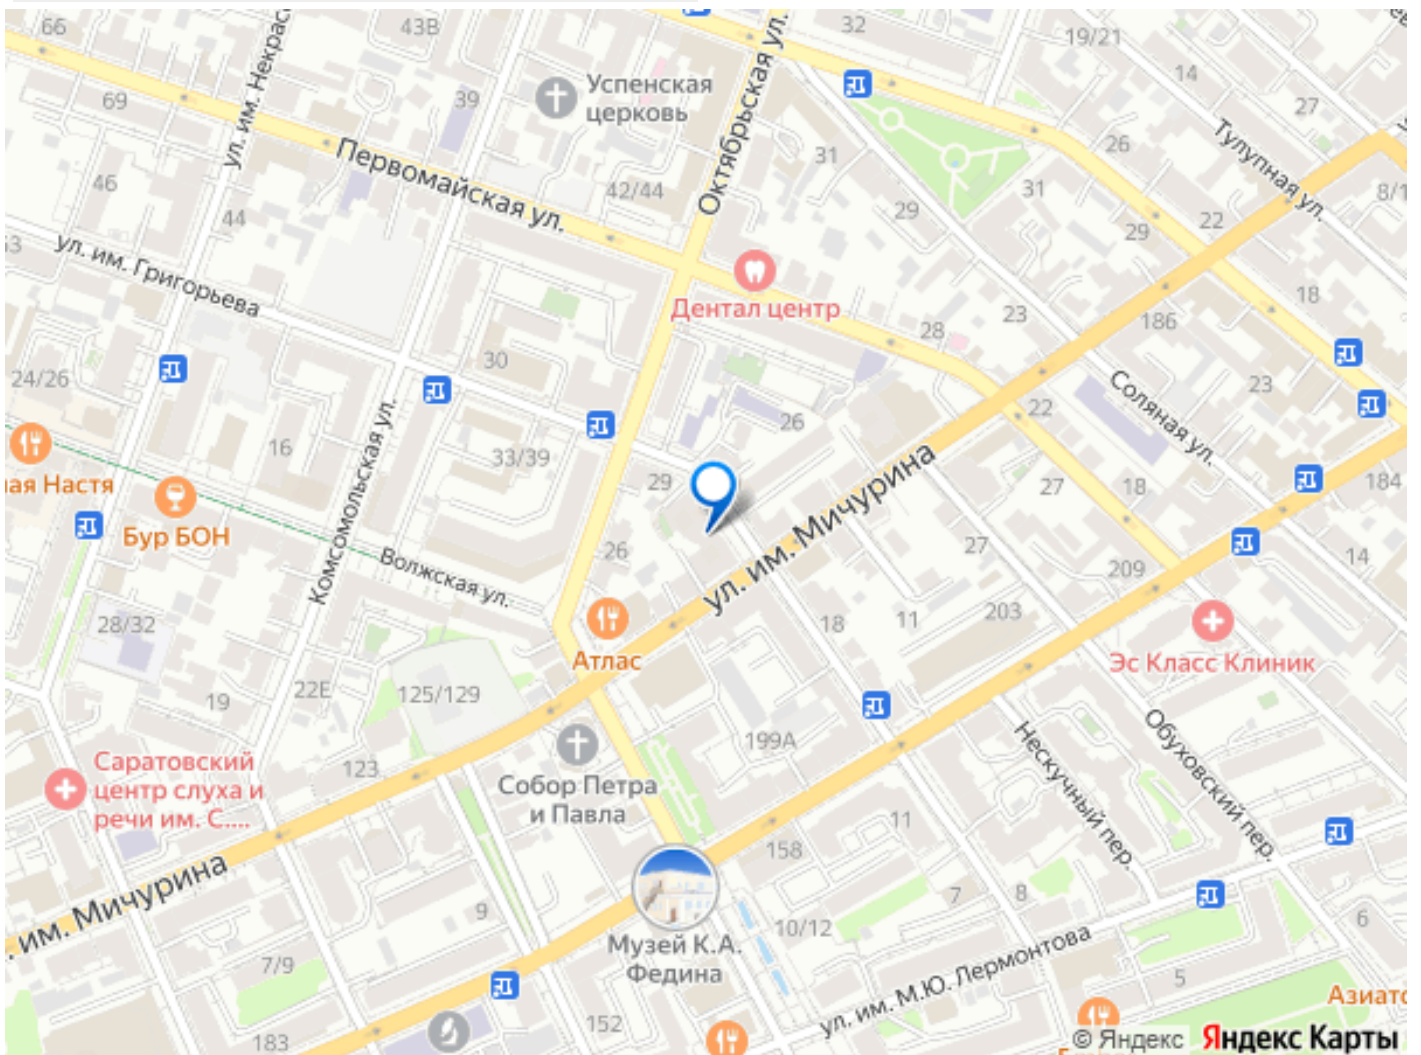 66
43В
32
19/21
14
27
69
39
Успенская
церковь
ул. им. Некрас
Октябрьская ул.
31
26
Тулупная ул.
46
44
42/44
Первомайская ул.
29
31
29
22
8/1
ул. им. Григорьева
Дентал центр
28
23
186
18
24/26
30
16
33/39
26
22
23
Соляная ул.
ая Настя
Бур БОН
Комсомольская ул.
29
ул. им. Мичурина
27
18
184
26
27
14
Волжская ул.
209
28/32
18
11
203
Атлас
Эс Класс Клиник
19
22Е
125/129
199А
Нескучный пер.
Обуховский пер.
Саратовский
центр слуха и
речи им. С....
123
Собор Петра
и Павла
11
158
. им. Мичурина
9
7
8
6
10/12
Музей К.А.
Федина
7/9
ул. им. М.Ю. Лермонтова
5
Азиатс
152
183
© Яндекс Яндекс Карты